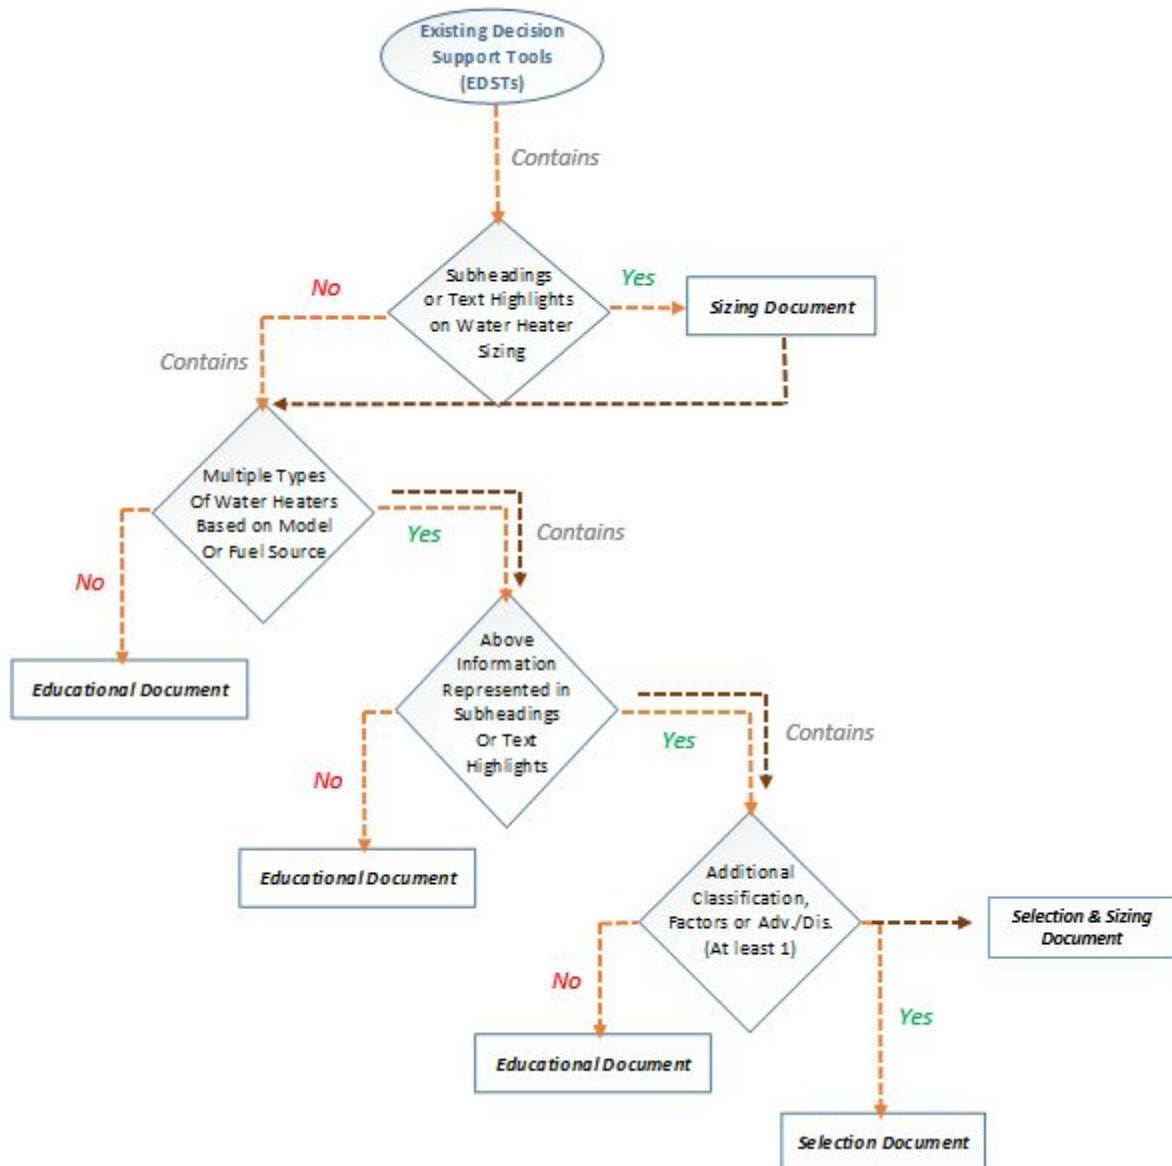 Existing Decision
Support Tools
(EDSTs)
Contains
Subheadings
or Text Highlights
on Water Heater
Sizing
No
Yes
Sizing Document
Contains
Multiple Types
Of Water Heaters
Based on Model
Or Fuel Source
No
Yes
Contains
Educational Document
Above
Information
Represented in
Subheadings
Or Text
Highlights
No
Yes
Contains
Educational Document
Additional
Classification,
Factors or Adv./Dis.
(At least 1)
Selection & Sizing
Document
No
Yes
Educational Document
Selection Document